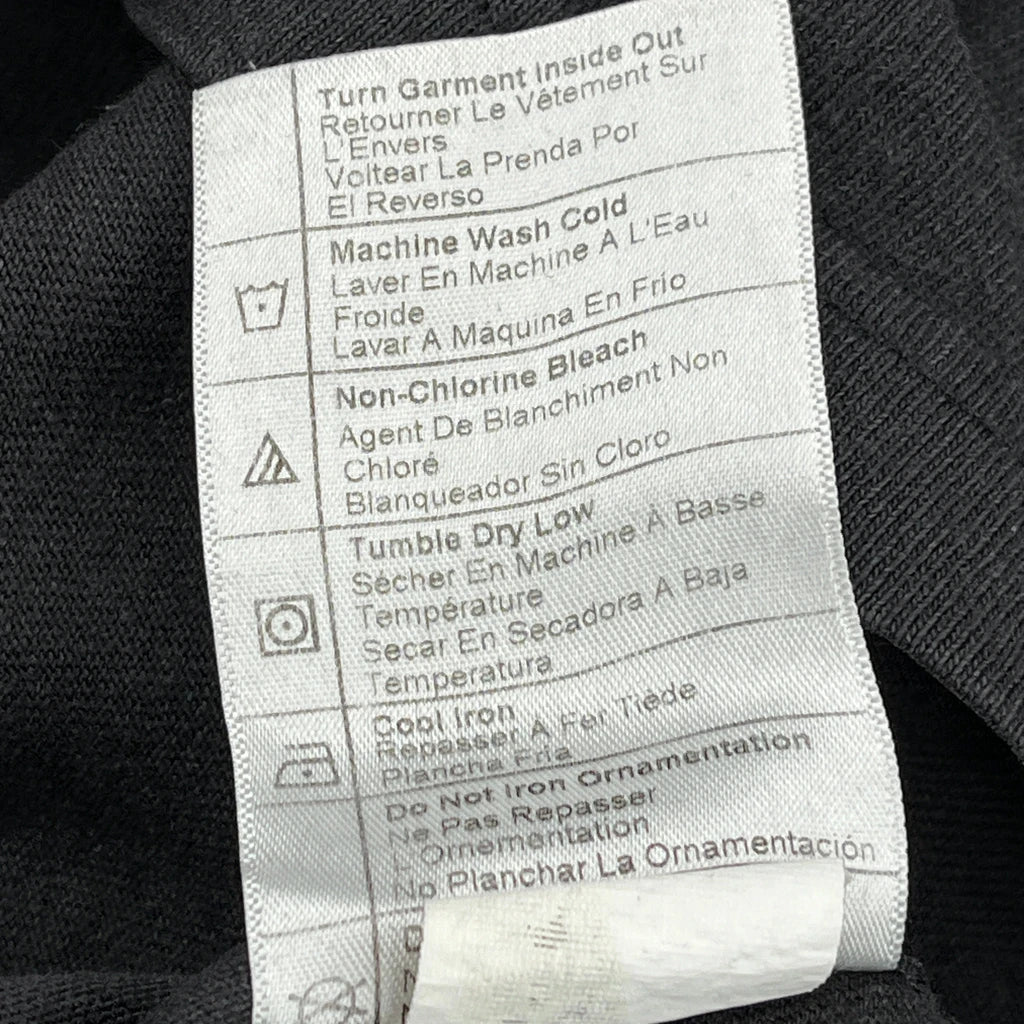 Turn Garment Inside Out
Retourner Le Vêtement Sur
L'Envers
Voltear La Prenda Por
El Reverso
Machine Wash Cold
Laver En Machine A L'Eau
Froide
Lavar A Máquina En Frío
Non-Chlorine Bleach
Agent De Blanchiment Non
Chloré
Blanqueador Sin Cloro
Tumble Dry Low
Sécher En Machine À Basse
Température
Secar En Secadora A Baja
Temperatura
Cool Iron
Repasser À Fer Tiède
Plancha Fría
Do Not Iron Ornamentation
Ne Pas Repasser
L'Ornementation
No Planchar La Ornamentación